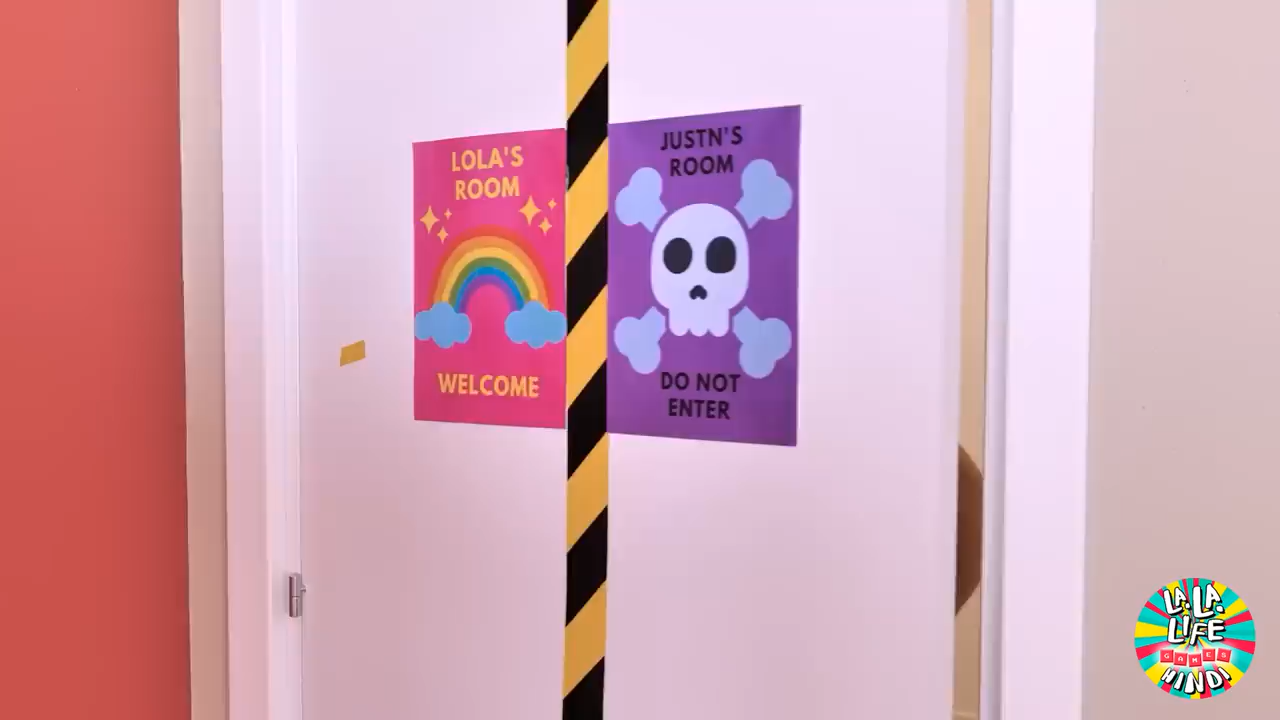 LOLA'S
ROOM
WELCOME
JUSTN'S
ROOM
DO NOT
ENTER
LA.LA.
LIFE
GAMES
HINDI